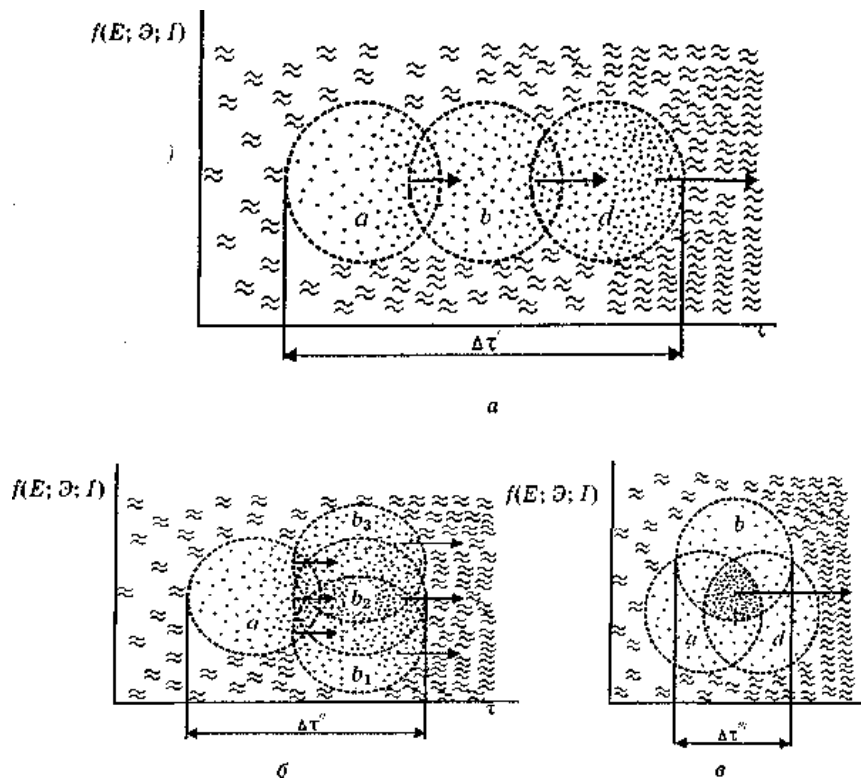 f(E; Э; I)
a b d
τ
Δτ'
а
f(E; Э; I)
b₃
a b₂
b₁
τ
Δτ''
б
f(E; Э; I)
b
a d
Δτ'''
в